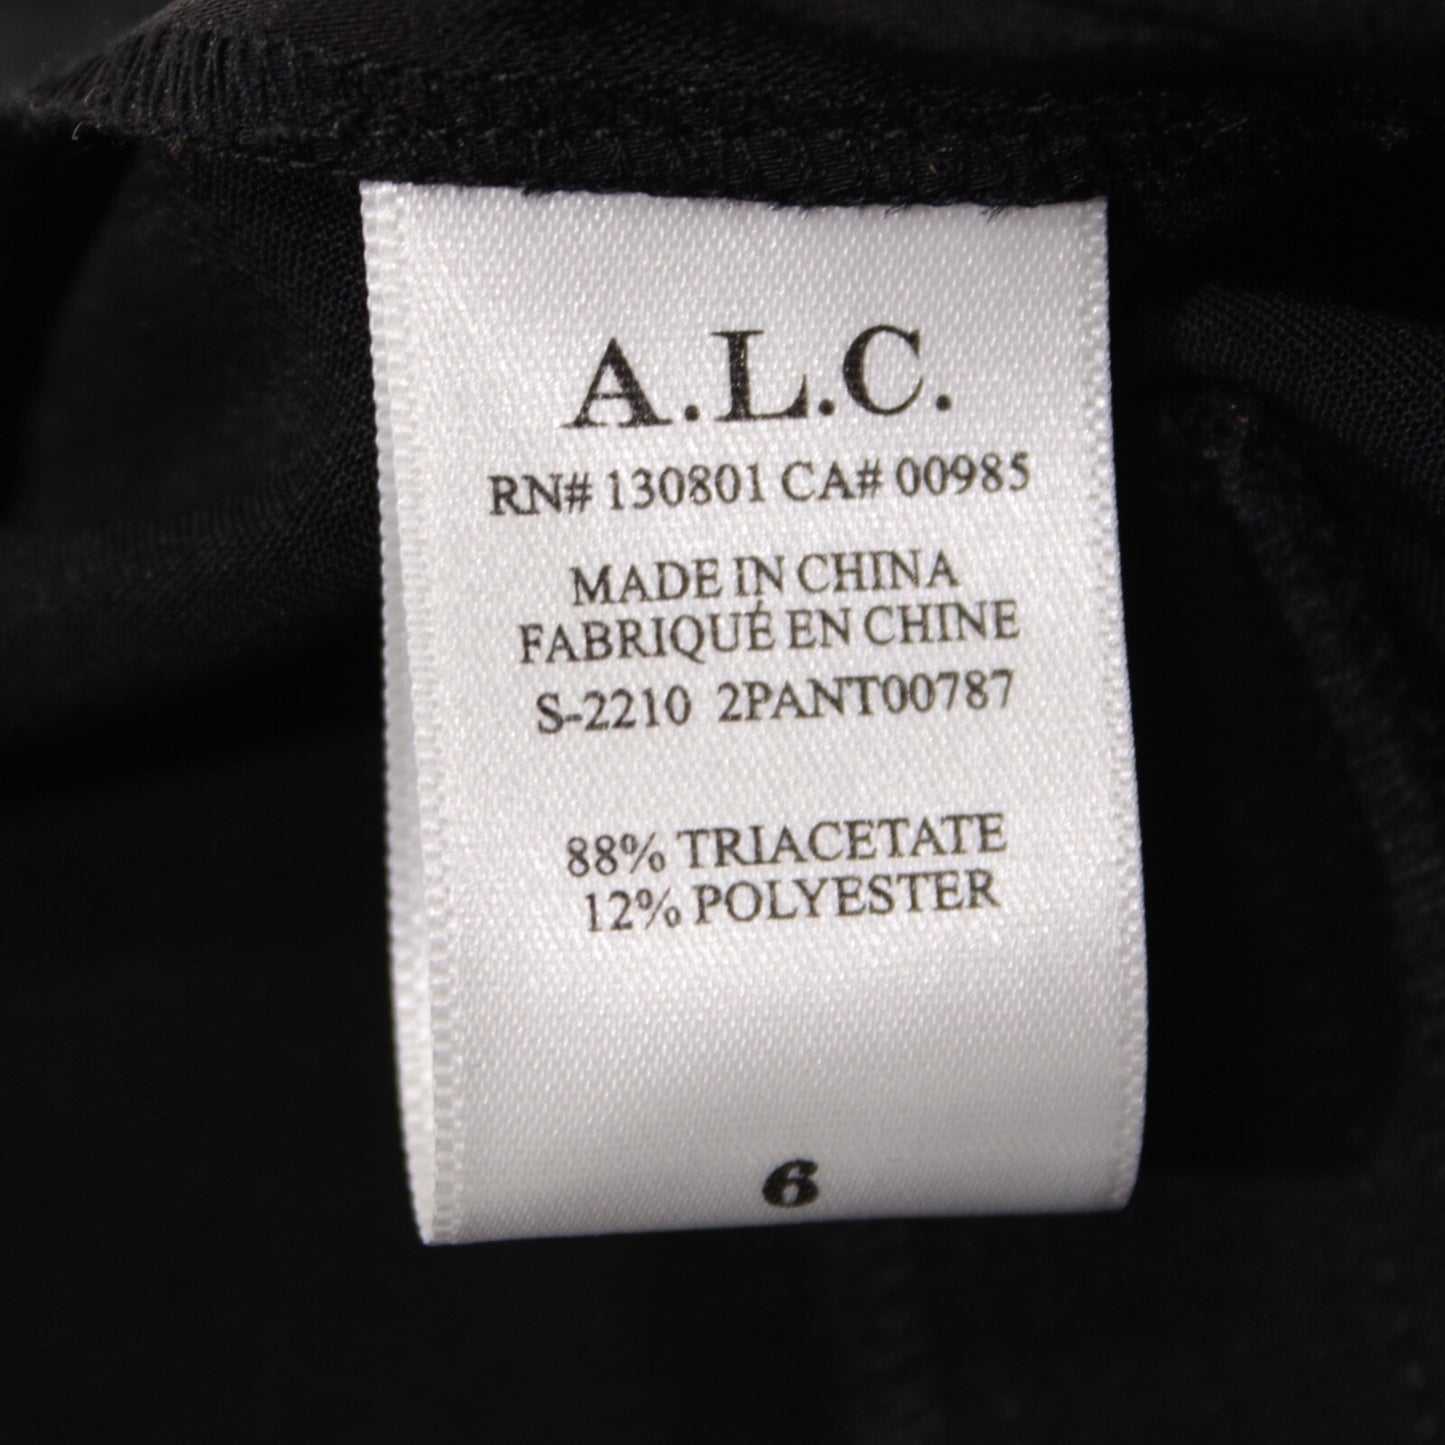 A.L.C.
RN# 130801 CA# 00985
MADE IN CHINA
FABRIQUÉ EN CHINE
S-2210 2PANT00787
88% TRIACETATE
12% POLYESTER
6